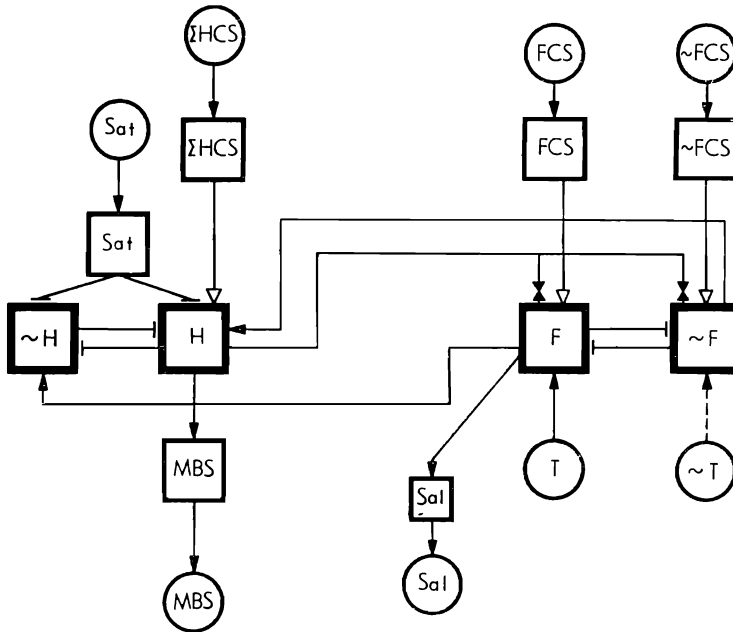 ΣHCS
FCS
~FCS
Sat
ΣHCS
FCS
~FCS
Sat
~H
H
F
~F
MBS
Sal
T
~T
MBS
Sal